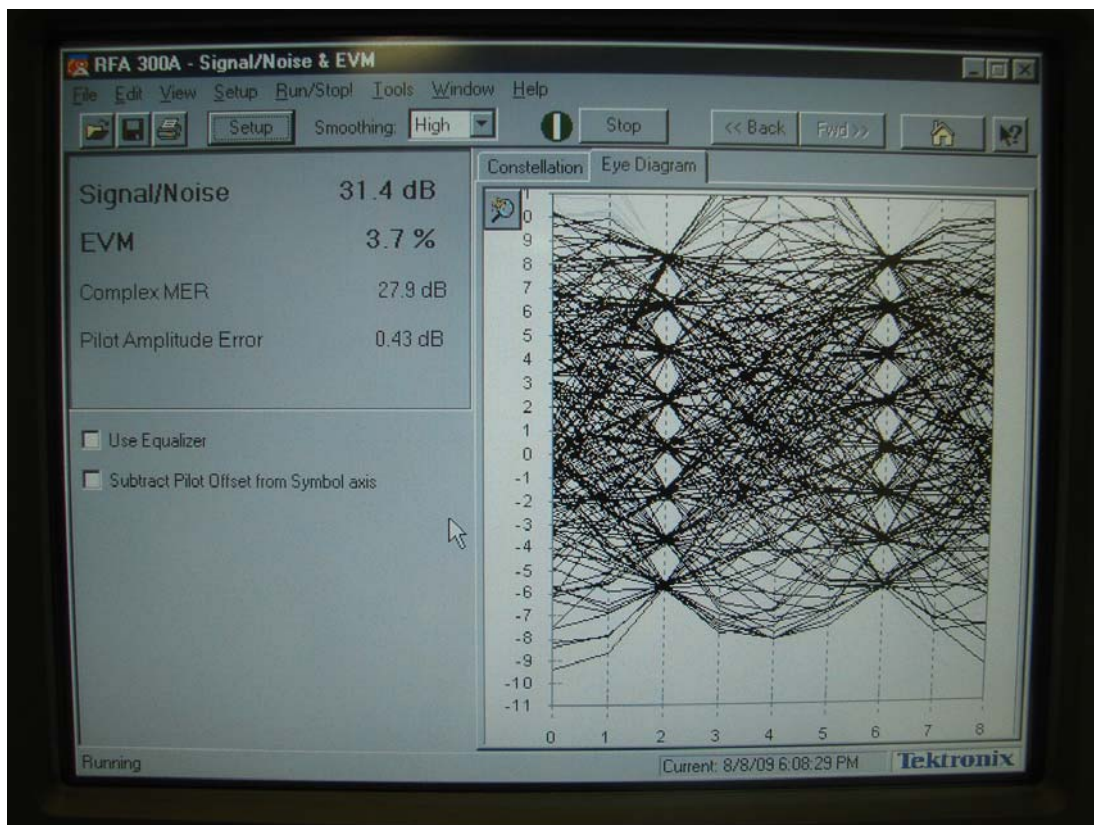 RFA 300A - Signal/Noise & EVM
File Edit View Setup Run/Stop! Tools Window Help
Setup Smoothing: High Stop << Back Fwd >>
Signal/Noise 31.4 dB
EVM 3.7 %
Complex MER 27.9 dB
Pilot Amplitude Error 0.43 dB
Use Equalizer
Subtract Pilot Offset from Symbol axis
Constellation Eye Diagram
9
8
7
6
5
4
3
2
1
0
-1
-2
-3
-4
-5
-6
-7
-8
-9
-10
-11
0 1 2 3 4 5 6 7 8
Running Current: 8/8/09 6:08:29 PM Tektronix